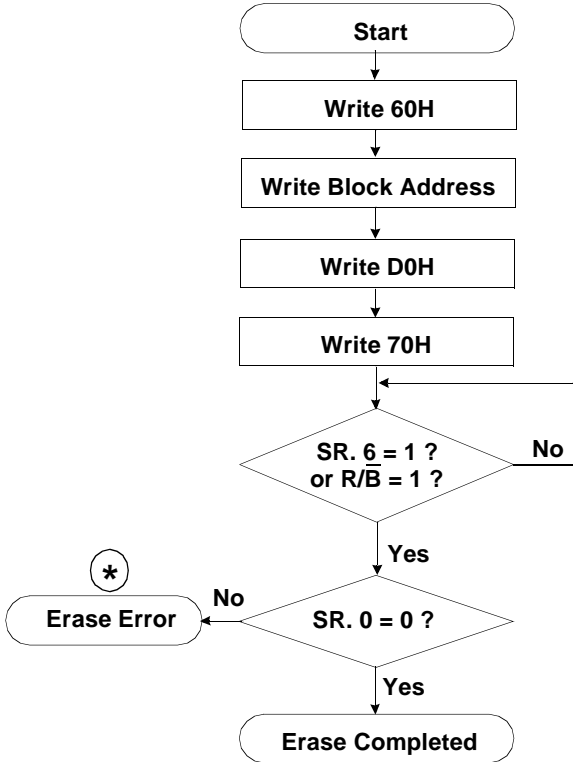 Start
Write 60H
Write Block Address
Write D0H
Write 70H
SR. 6 = 1 ?
or R/B̅ = 1 ?
No
Yes
*
No
Erase Error
SR. 0 = 0 ?
Yes
Erase Completed